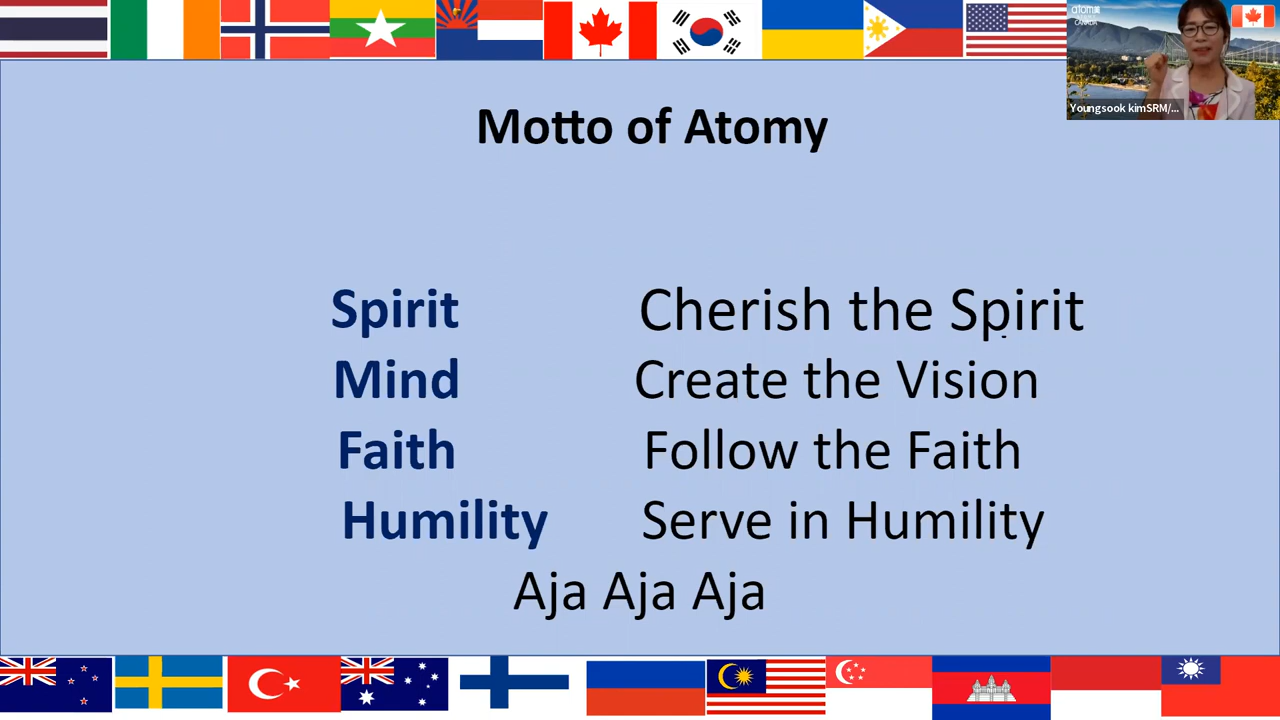 Motto of Atomy
Spirit Cherish the Spirit
Mind Create the Vision
Faith Follow the Faith
Humility Serve in Humility
Aja Aja Aja
CANADA
Youngsook kimSRM/...